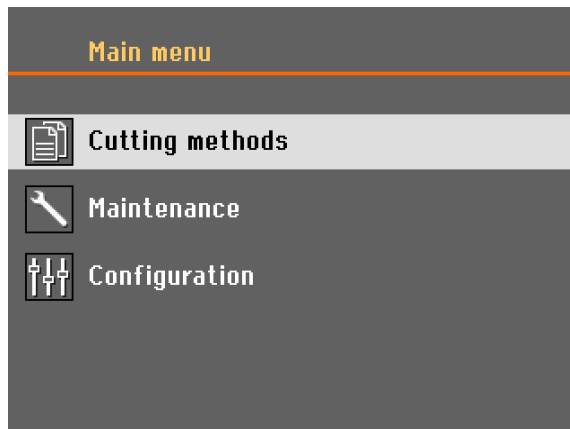 Main menu
Cutting methods
Maintenance
Configuration